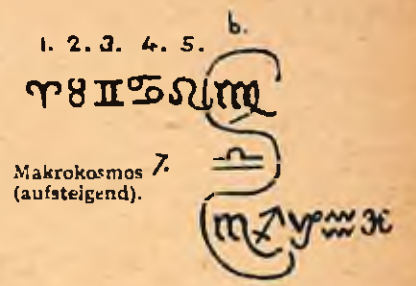 6.
1. 2. 3. 4. 5.
♈ ♉ ♊ ♋ ♌ ♍
♎
Makrokosmos 7.
(aufsteigend).
♏ ♐ ♑ ♒ ♓